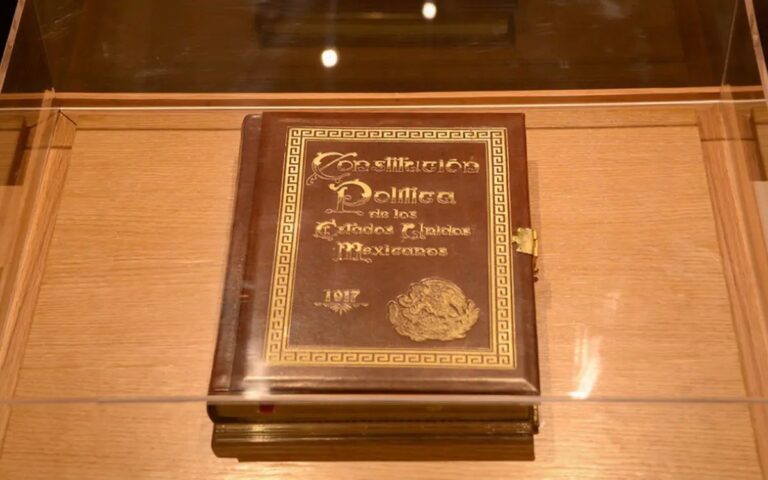 Constitución
Política
de los
Estados Unidos
Mexicanos
1917